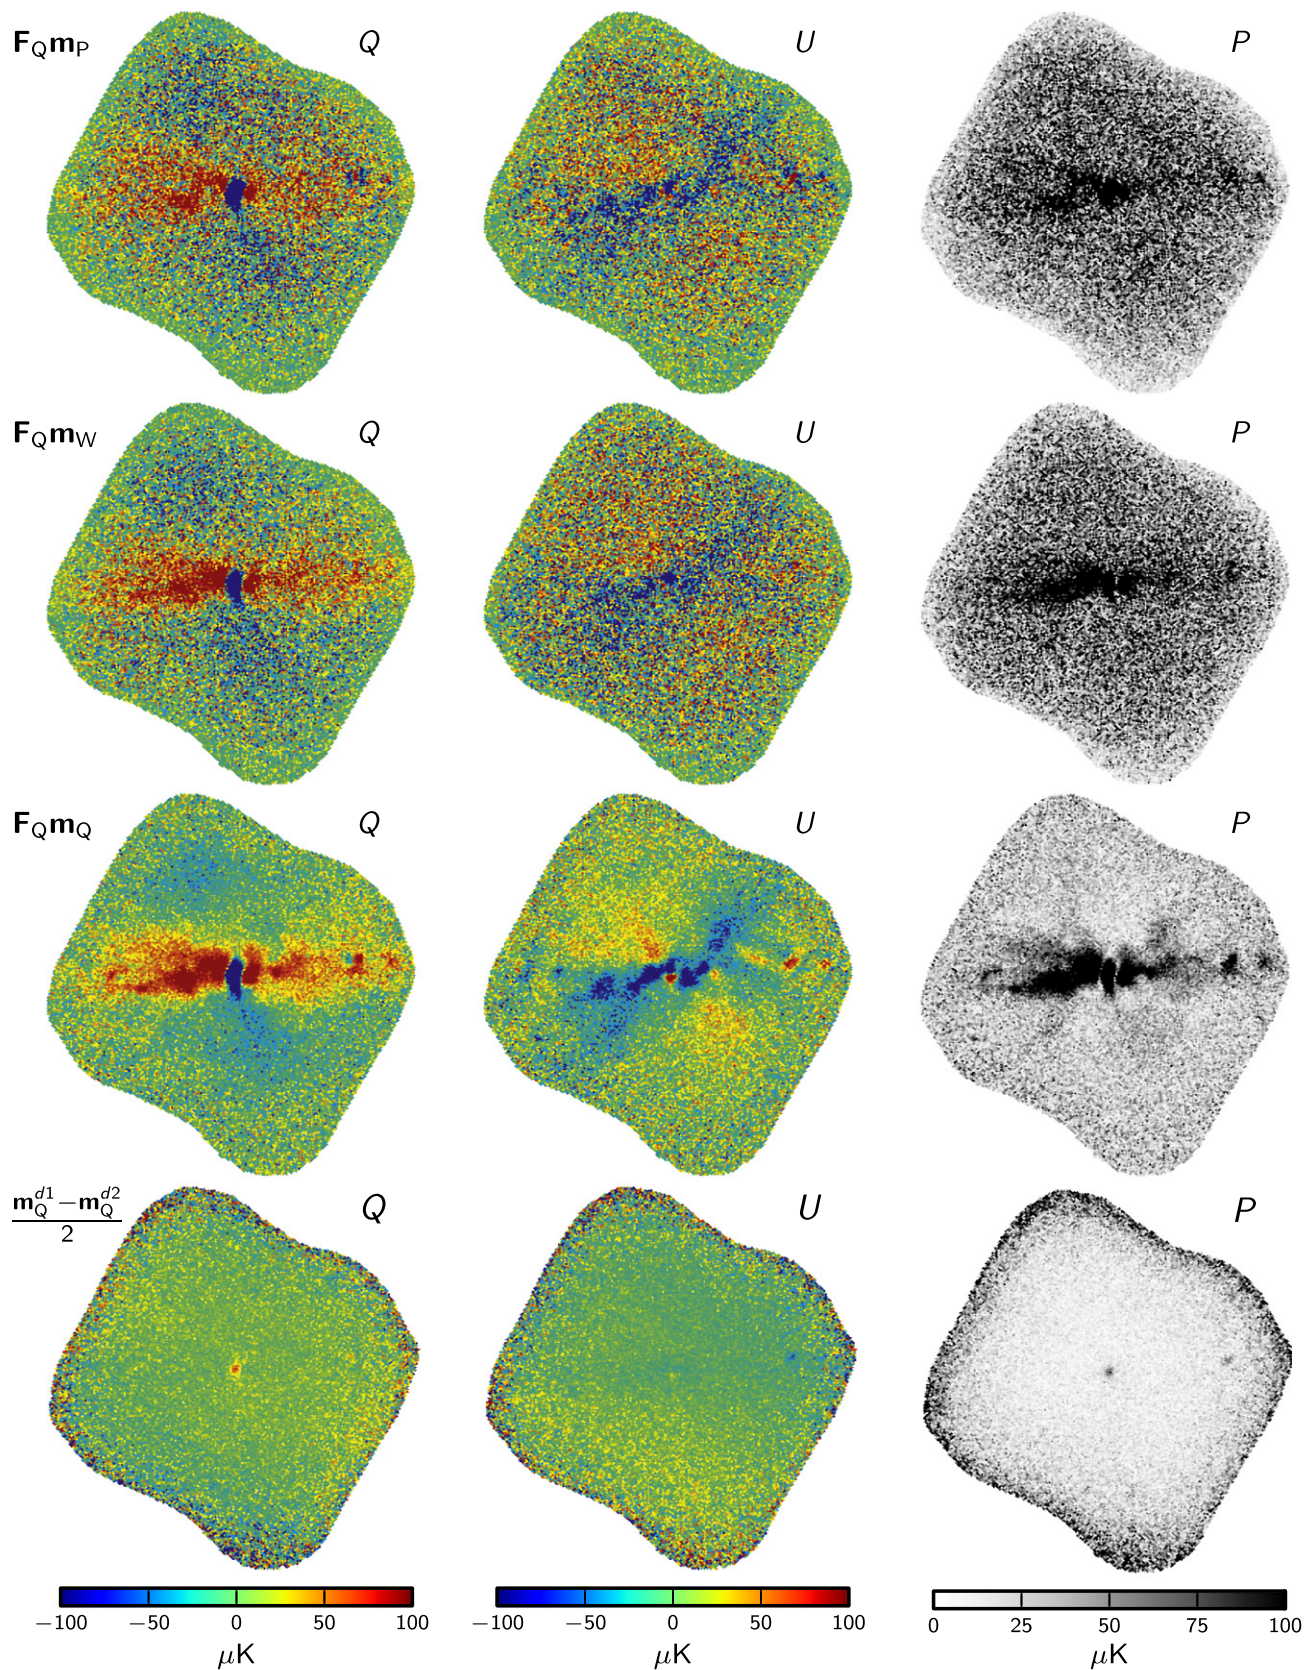 F_Q m_P Q U P
F_Q m_W Q U P
F_Q m_Q Q U P
(m_Q^{d1} − m_Q^{d2})/2 Q U P
−100 −50 0 50 100 −100 −50 0 50 100 0 25 50 75 100
μK μK μK